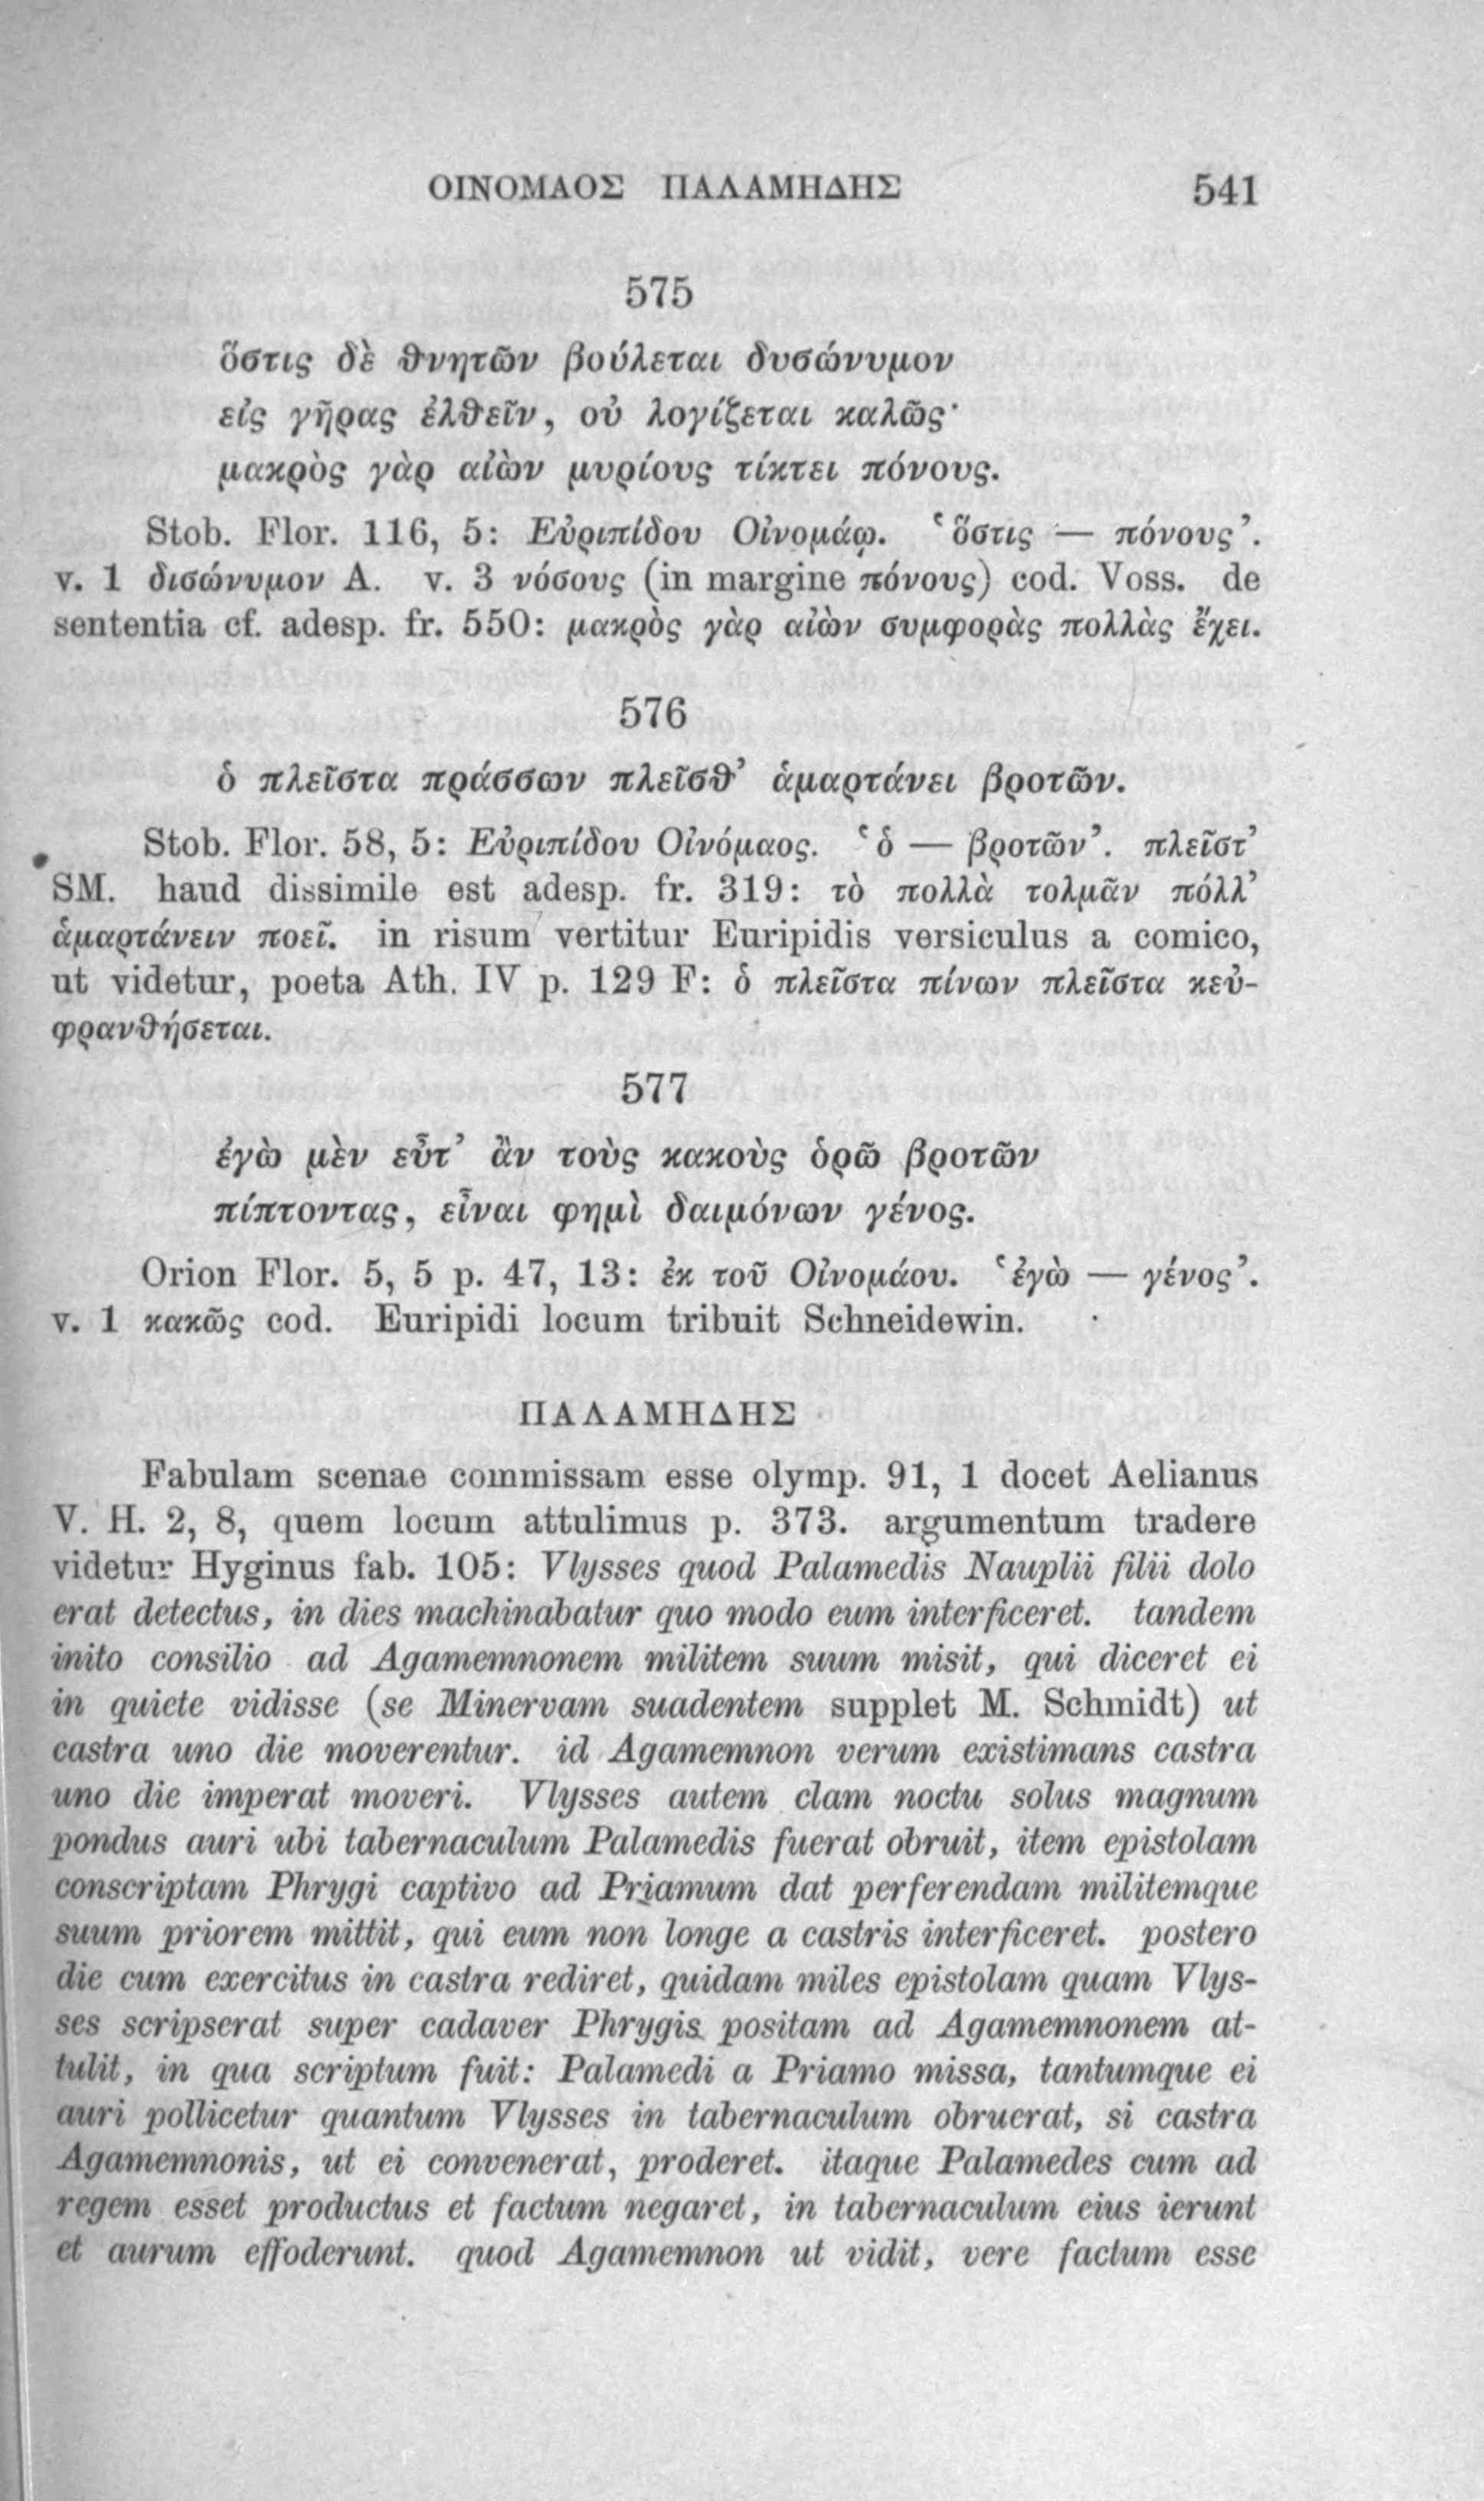 ΟΙΝΟΜΑΟΣ ΠΑΛΑΜΗΔΗΣ 541
575
ὅστις δὲ θνητῶν βούλεται δυσώνυμον
εἰς γῆρας ἐλθεῖν, οὐ λογίζεται καλῶς·
μακρὸς γὰρ αἰὼν μυρίους τίκτει πόνους.
Stob. Flor. 116, 5: Εὐριπίδου Οἰνομάῳ. ‘ὅστις — πόνους’.
v. 1 δισώνυμον A. v. 3 νόσους (in margine πόνους) cod. Voss. de
sententia cf. adesp. fr. 550: μακρὸς γὰρ αἰὼν συμφορὰς πολλὰς ἔχει.
576
ὁ πλεῖστα πράσσων πλεῖσθ’ ἁμαρτάνει βροτῶν.
Stob. Flor. 58, 5: Εὐριπίδου Οἰνόμαος. ‘ὁ — βροτῶν’. πλεῖστ’
SM. haud dissimile est adesp. fr. 319: τὸ πολλὰ τολμᾶν πόλλ’
ἁμαρτάνειν ποεῖ. in risum vertitur Euripidis versiculus a comico,
ut videtur, poeta Ath. IV p. 129 F: ὁ πλεῖστα πίνων πλεῖστα κεὐ-
φρανθήσεται.
577
ἐγὼ μὲν εὖτ’ ἂν τοὺς κακοὺς ὁρῶ βροτῶν
πίπτοντας, εἶναι φημὶ δαιμόνων γένος.
Orion Flor. 5, 5 p. 47, 13: ἐκ τοῦ Οἰνομάου. ‘ἐγὼ — γένος’.
v. 1 κακῶς cod. Euripidi locum tribuit Schneidewin.
ΠΑΛΑΜΗΔΗΣ
Fabulam scenae commissam esse olymp. 91, 1 docet Aelianus
V. H. 2, 8, quem locum attulimus p. 373. argumentum tradere
videtur Hyginus fab. 105: Vlysses quod Palamedis Nauplii filii dolo
erat detectus, in dies machinabatur quo modo eum interficeret. tandem
inito consilio ad Agamemnonem militem suum misit, qui diceret ei
in quiete vidisse (se Minervam suadentem supplet M. Schmidt) ut
castra uno die moverentur. id Agamemnon verum existimans castra
uno die imperat moveri. Vlysses autem clam noctu solus magnum
pondus auri ubi tabernaculum Palamedis fuerat obruit, item epistolam
conscriptam Phrygi captivo ad Priamum dat perferendam militemque
suum priorem mittit, qui eum non longe a castris interficeret. postero
die cum exercitus in castra rediret, quidam miles epistolam quam Vlys-
ses scripserat super cadaver Phrygis positam ad Agamemnonem at-
tulit, in qua scriptum fuit: Palamedi a Priamo missa, tantumque ei
auri pollicetur quantum Vlysses in tabernaculum obruerat, si castra
Agamemnonis, ut ei convenerat, proderet. itaque Palamedes cum ad
regem esset productus et factum negaret, in tabernaculum eius ierunt
et aurum effoderunt. quod Agamemnon ut vidit, vere factum esse